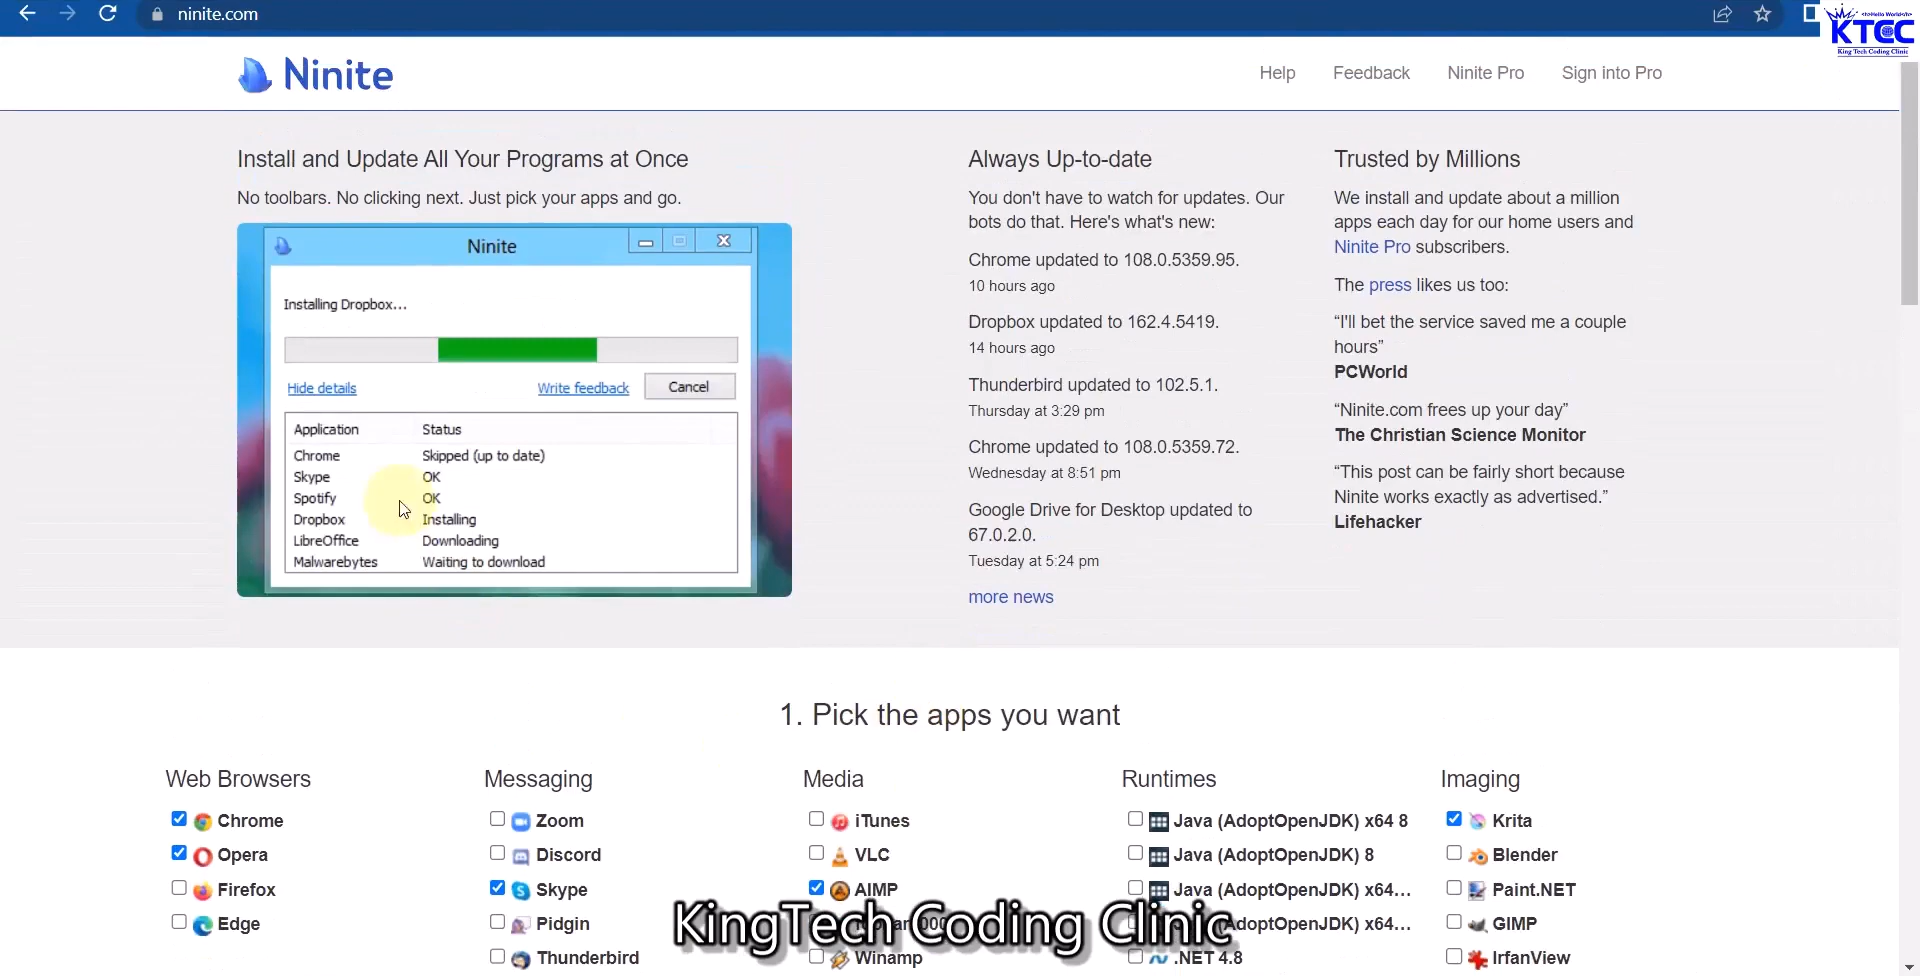 ninite.com
<to>Hello World</b>
KTCC
King Tech Coding Clinic
Ninite
Help
Feedback
Ninite Pro
Sign into Pro
Install and Update All Your Programs at Once
No toolbars. No clicking next. Just pick your apps and go.
Ninite
Installing Dropbox...
Hide details
Write feedback
Cancel
Application Status
Chrome Skipped (up to date)
Skype OK
Spotify OK
Dropbox Installing
LibreOffice Downloading
Malwarebytes Waiting to download
Always Up-to-date
You don't have to watch for updates. Our
bots do that. Here's what's new:
Chrome updated to 108.0.5359.95.
10 hours ago
Dropbox updated to 162.4.5419.
14 hours ago
Thunderbird updated to 102.5.1.
Thursday at 3:29 pm
Chrome updated to 108.0.5359.72.
Wednesday at 8:51 pm
Google Drive for Desktop updated to
67.0.2.0.
Tuesday at 5:24 pm
more news
Trusted by Millions
We install and update about a million
apps each day for our home users and
Ninite Pro subscribers.
The press likes us too:
“I'll bet the service saved me a couple
hours”
PCWorld
“Ninite.com frees up your day”
The Christian Science Monitor
“This post can be fairly short because
Ninite works exactly as advertised.”
Lifehacker
1. Pick the apps you want
Web Browsers
Chrome
Opera
Firefox
Edge
Messaging
Zoom
Discord
Skype
Pidgin
Thunderbird
Media
iTunes
VLC
AIMP
Winamp
Runtimes
Java (AdoptOpenJDK) x64 8
Java (AdoptOpenJDK) 8
Java (AdoptOpenJDK) x64...
Java (AdoptOpenJDK) x64...
.NET 4.8
Imaging
Krita
Blender
Paint.NET
GIMP
IrfanView
KingTech Coding Clinic